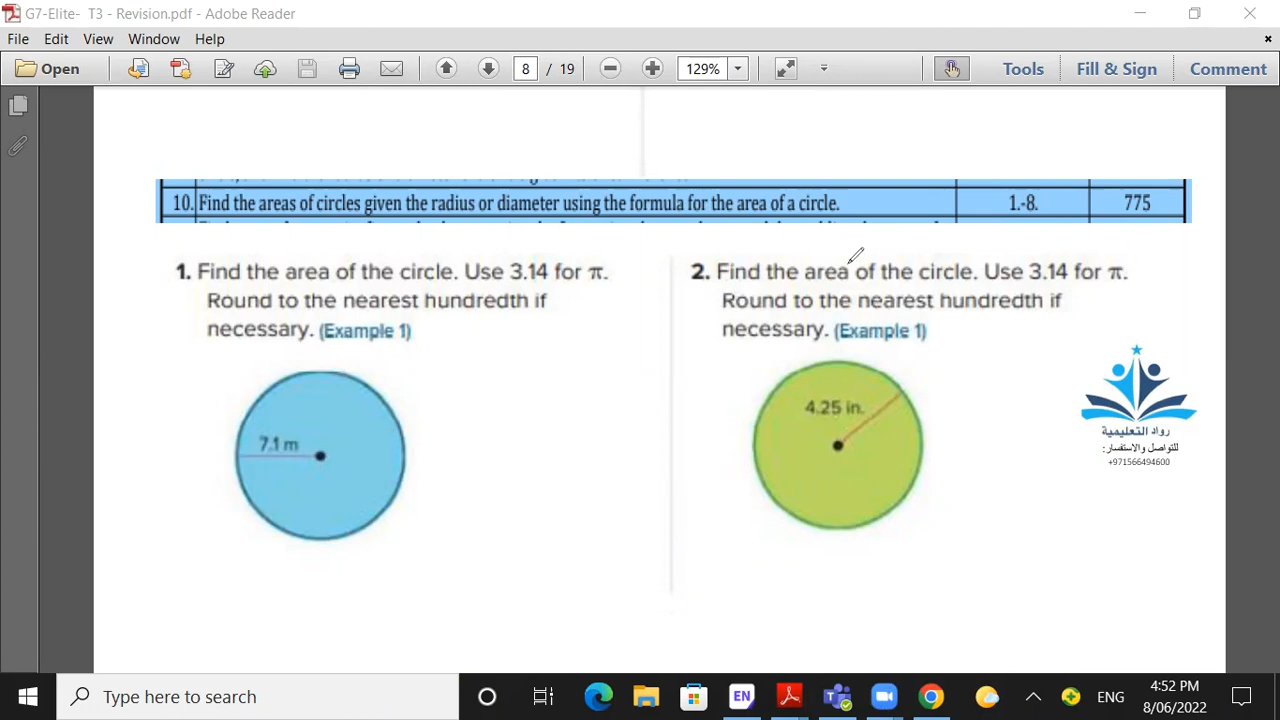 G7-Elite- T3 - Revision.pdf - Adobe Reader
File Edit View Window Help
Open 8 / 19 129% Tools Fill & Sign Comment
10. Find the areas of circles given the radius or diameter using the formula for the area of a circle. 1.-8. 775
1. Find the area of the circle. Use 3.14 for π.
Round to the nearest hundredth if
necessary. (Example 1)
7.1 m
2. Find the area of the circle. Use 3.14 for π.
Round to the nearest hundredth if
necessary. (Example 1)
4.25 in.
رواد التعليمية
للتواصل والاستفسار:
+971566494600
Type here to search
EN
ENG
4:52 PM
8/06/2022